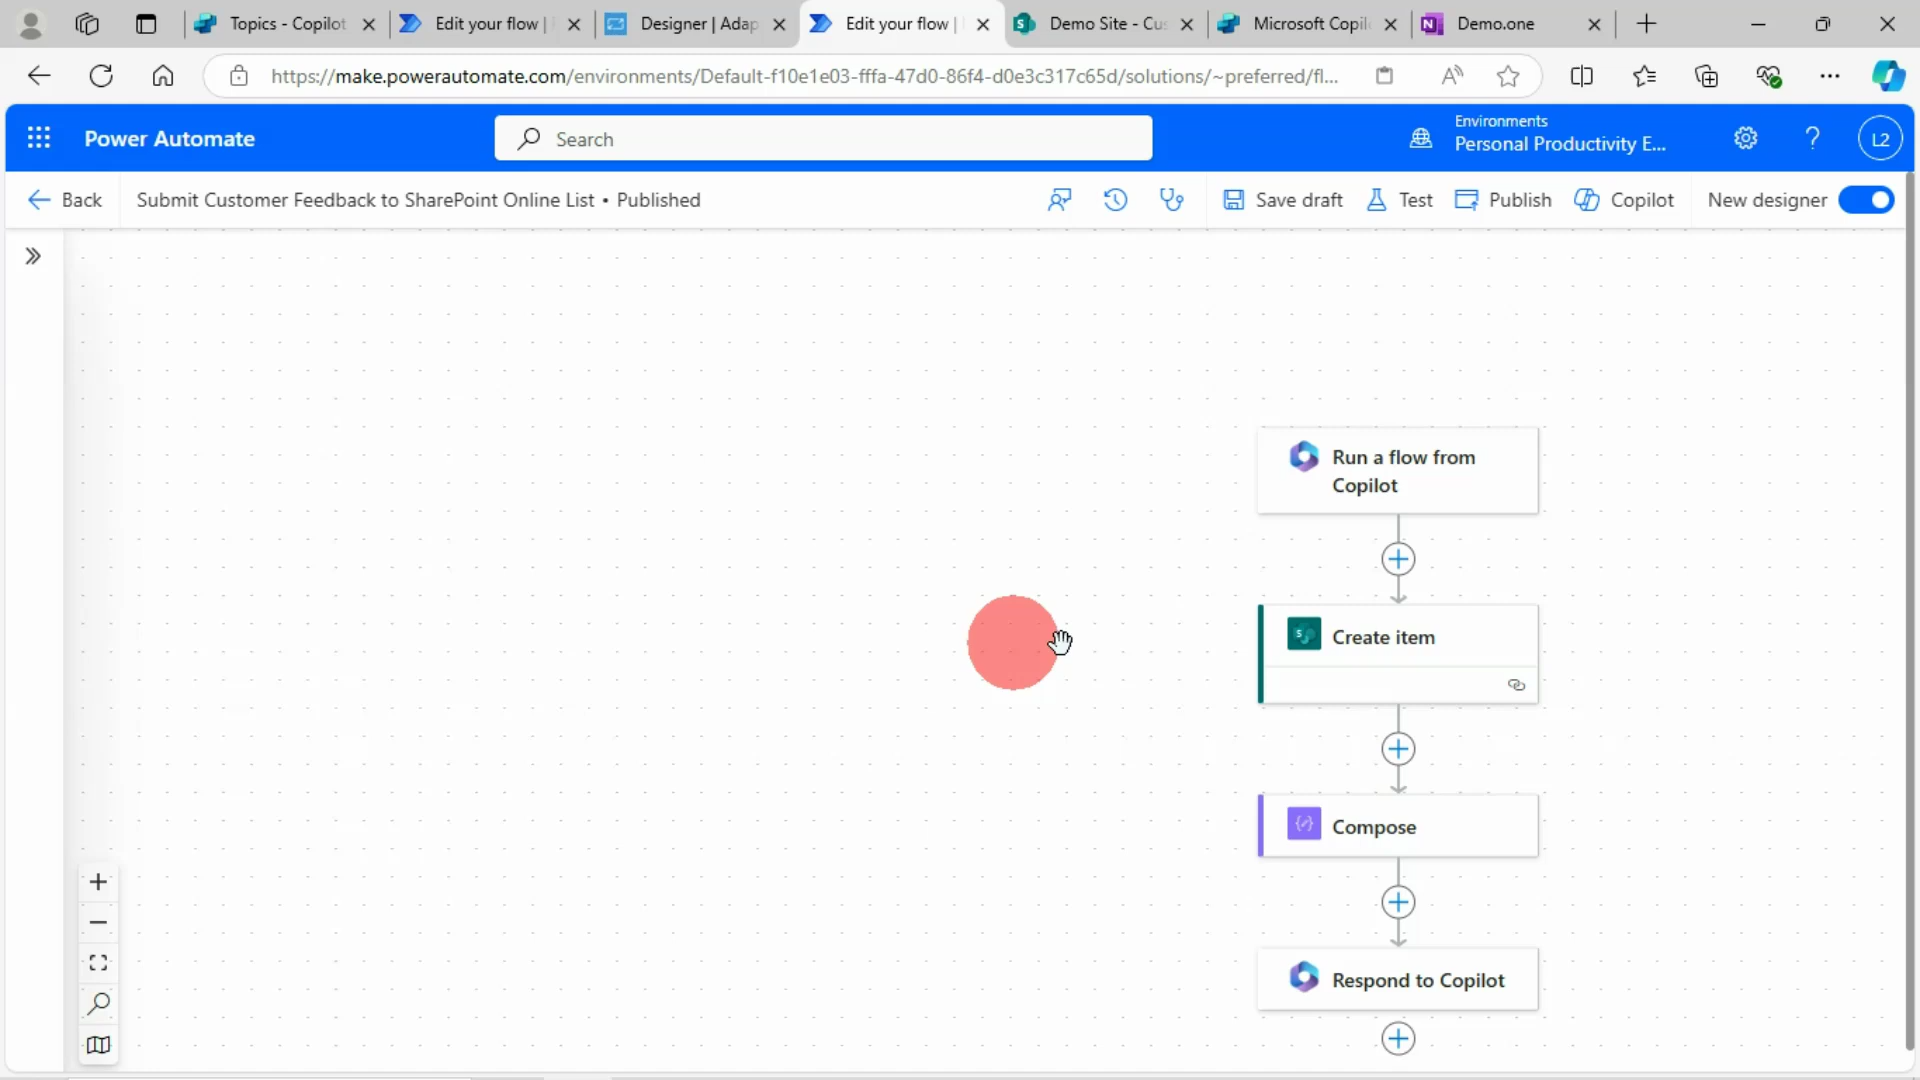 Topics - Copilot
Edit your flow |
Designer | Adap
Edit your flow |
Demo Site - Cus
Microsoft Copil
Demo.one
https://make.powerautomate.com/environments/Default-f10e1e03-fffa-47d0-86f4-d0e3c317c65d/solutions/~preferred/fl...
Power Automate
Search
Environments
Personal Productivity E...
L2
Back
Submit Customer Feedback to SharePoint Online List • Published
Save draft
Test
Publish
Copilot
New designer
Run a flow from
Copilot
Create item
Compose
Respond to Copilot